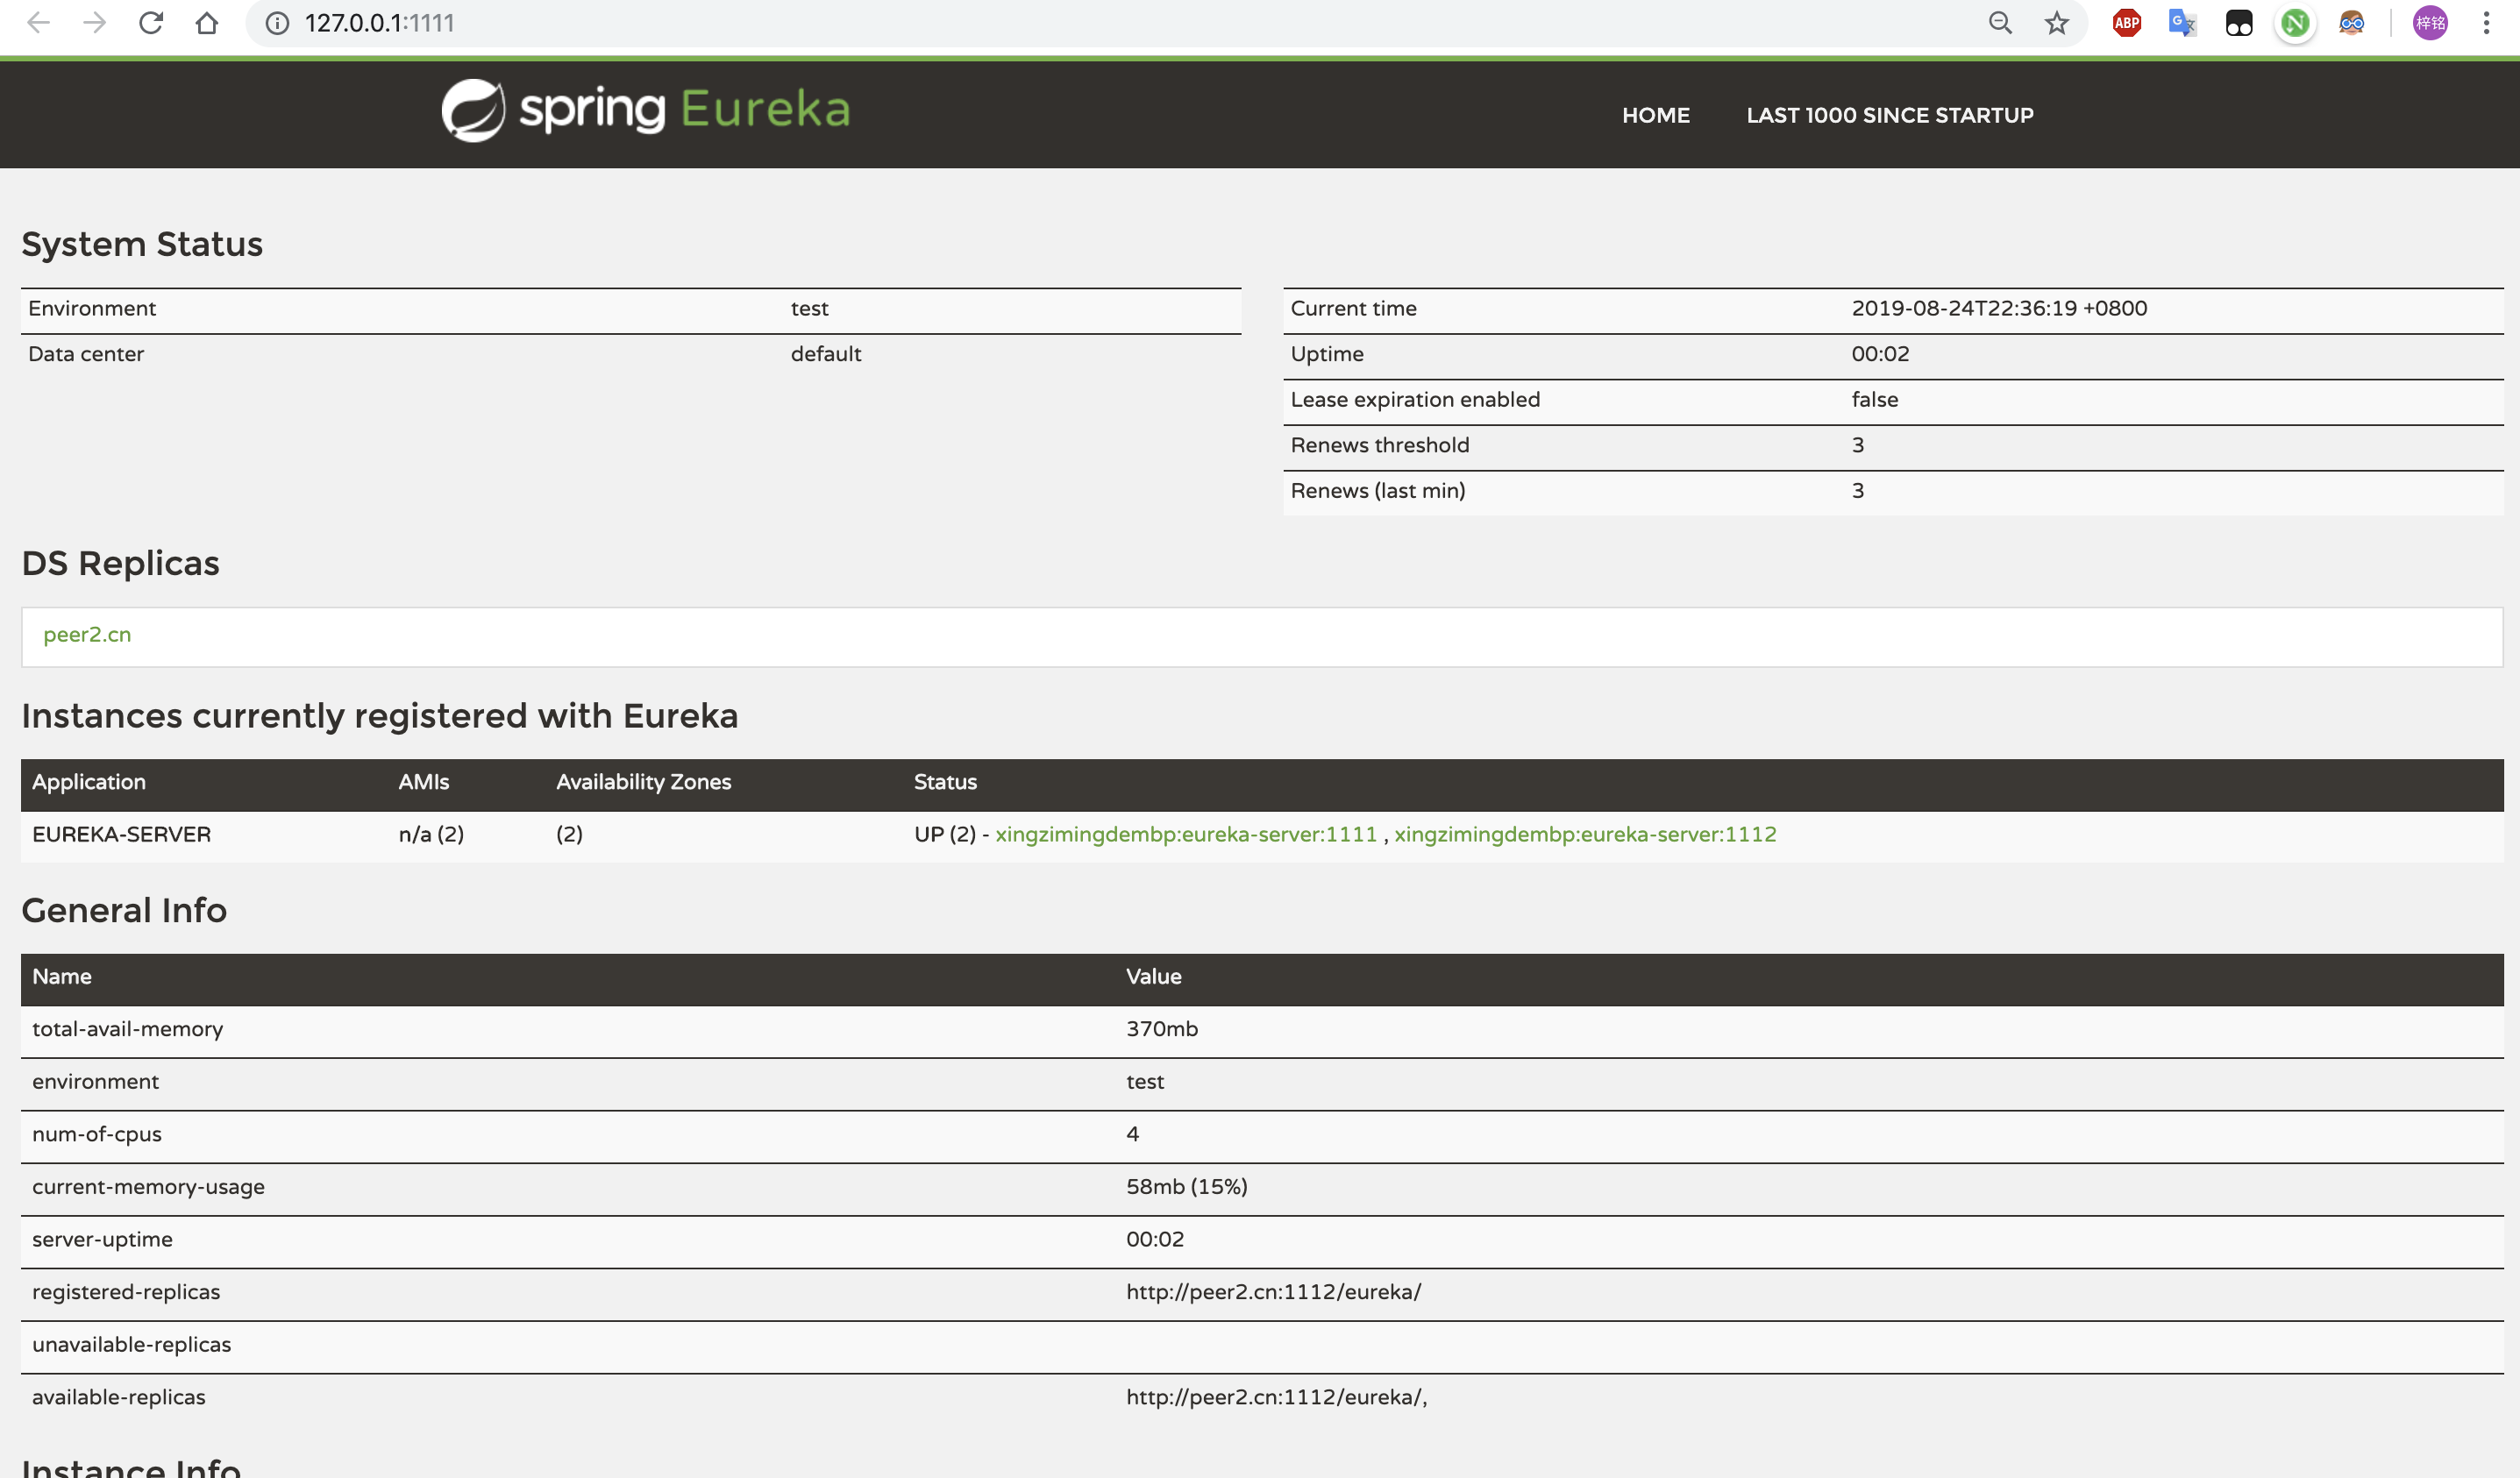 127.0.0.1:1111
ABP
G
N
梓铭
spring Eureka
HOME LAST 1000 SINCE STARTUP
System Status
Environment test
Data center default
Current time 2019-08-24T22:36:19 +0800
Uptime 00:02
Lease expiration enabled false
Renews threshold 3
Renews (last min) 3
DS Replicas
peer2.cn
Instances currently registered with Eureka
Application AMIs Availability Zones Status
EUREKA-SERVER n/a (2) (2) UP (2) - xingzimingdembp:eureka-server:1111 , xingzimingdembp:eureka-server:1112
General Info
Name Value
total-avail-memory 370mb
environment test
num-of-cpus 4
current-memory-usage 58mb (15%)
server-uptime 00:02
registered-replicas http://peer2.cn:1112/eureka/
unavailable-replicas
available-replicas http://peer2.cn:1112/eureka/,
Instance Info